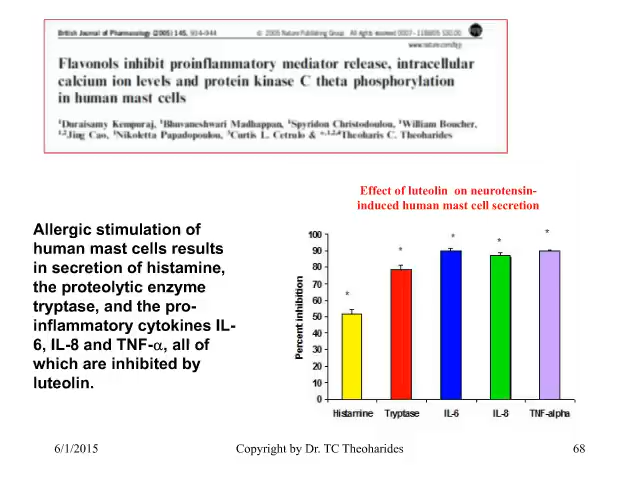 British Journal of Pharmacology (2005) 145, 934–944
© 2005 Nature Publishing Group All rights reserved 0007–1188/05 $30.00
www.nature.com/bjp
Flavonols inhibit proinflammatory mediator release, intracellular
calcium ion levels and protein kinase C theta phosphorylation
in human mast cells
¹Duraisamy Kempuraj, ¹Bhuvaneshwari Madhappan, ¹Spyridon Christodoulou, ¹William Boucher,
¹,²Jing Cao, ¹Nikoletta Papadopoulou, ³Curtis L. Cetrulo & *,¹,²,⁴Theoharis C. Theoharides
Effect of luteolin on neurotensin-
induced human mast cell secretion
Allergic stimulation of
human mast cells results
in secretion of histamine,
the proteolytic enzyme
tryptase, and the pro-
inflammatory cytokines IL-
6, IL-8 and TNF-α, all of
which are inhibited by
luteolin.
Percent inhibition
100
90
80
70
60
50
40
30
20
10
0
*
*
*
*
*
Histamine Tryptase IL-6 IL-8 TNF-alpha
6/1/2015 Copyright by Dr. TC Theoharides 68